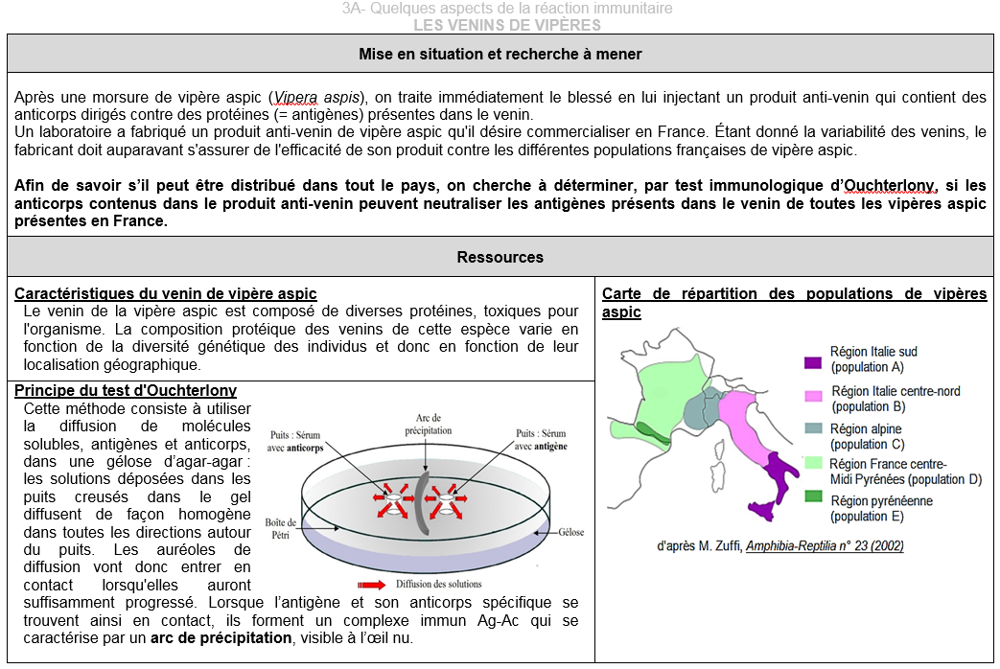 3A- Quelques aspects de la réaction immunitaire
LES VENINS DE VIPÈRES
Mise en situation et recherche à mener
Après une morsure de vipère aspic (Vipera aspis), on traite immédiatement le blessé en lui injectant un produit anti-venin qui contient des
anticorps dirigés contre des protéines (= antigènes) présentes dans le venin.
Un laboratoire a fabriqué un produit anti-venin de vipère aspic qu'il désire commercialiser en France. Étant donné la variabilité des venins, le
fabricant doit auparavant s'assurer de l'efficacité de son produit contre les différentes populations françaises de vipère aspic.
Afin de savoir s’il peut être distribué dans tout le pays, on cherche à déterminer, par test immunologique d’Ouchterlony, si les
anticorps contenus dans le produit anti-venin peuvent neutraliser les antigènes présents dans le venin de toutes les vipères aspic
présentes en France.
Ressources
Caractéristiques du venin de vipère aspic
Le venin de la vipère aspic est composé de diverses protéines, toxiques pour
l'organisme. La composition protéique des venins de cette espèce varie en
fonction de la diversité génétique des individus et donc en fonction de leur
localisation géographique.
Principe du test d'Ouchterlony
Cette méthode consiste à utiliser
la diffusion de molécules
solubles, antigènes et anticorps,
dans une gélose d’agar-agar :
les solutions déposées dans les
puits creusés dans le gel
diffusent de façon homogène
dans toutes les directions autour
du puits. Les auréoles de
diffusion vont donc entrer en
contact lorsqu'elles auront
suffisamment progressé. Lorsque l’antigène et son anticorps spécifique se
trouvent ainsi en contact, ils forment un complexe immun Ag-Ac qui se
caractérise par un arc de précipitation, visible à l’œil nu.
Arc de
précipitation
Puits : Sérum
avec anticorps
Puits : Sérum
avec antigène
Boîte de
Pétri
Gélose
Diffusion des solutions
Carte de répartition des populations de vipères
aspic
Région Italie sud
(population A)
Région Italie centre-nord
(population B)
Région alpine
(population C)
Région France centre-
Midi Pyrénées (population D)
Région pyrénéenne
(population E)
d'après M. Zuffi, Amphibia-Reptilia n° 23 (2002)